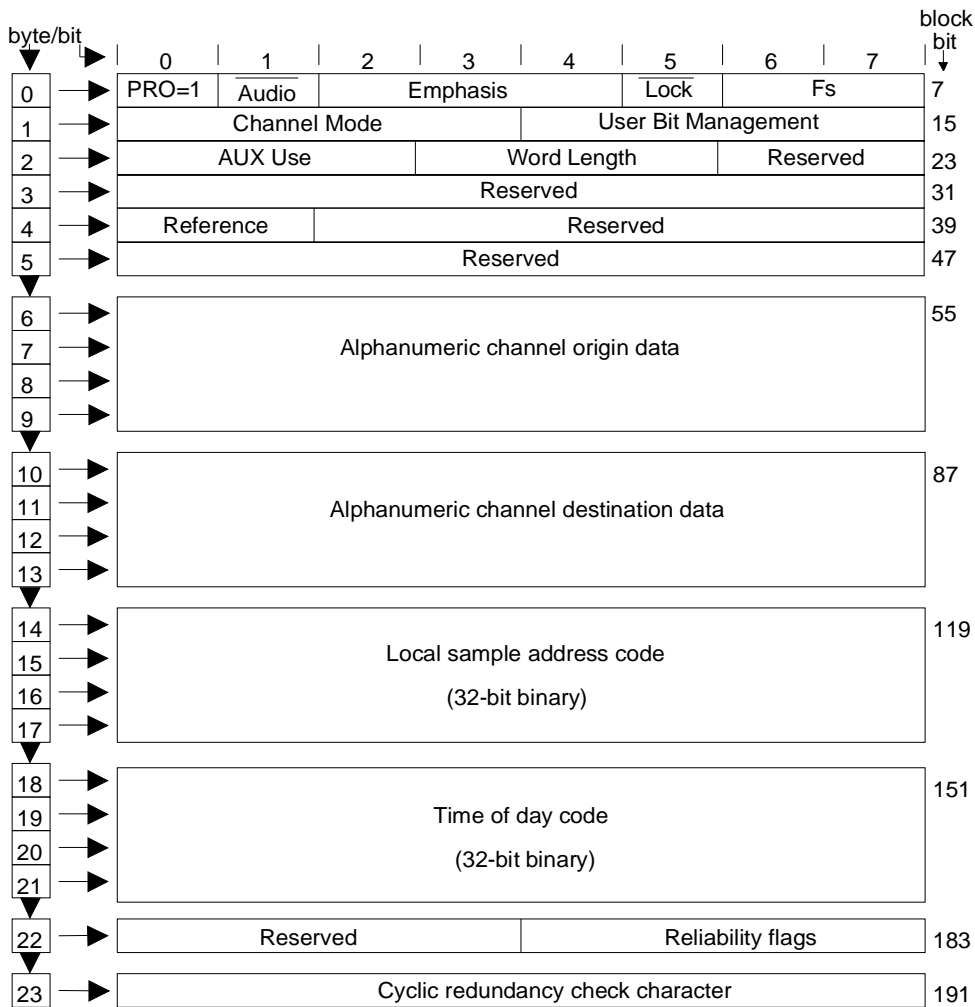 byte/bit 0 1 2 3 4 5 6 7 block bit
0 PRO=1 Audio Emphasis Lock Fs 7
1 Channel Mode User Bit Management 15
2 AUX Use Word Length Reserved 23
3 Reserved 31
4 Reference Reserved 39
5 Reserved 47
6 55
7 Alphanumeric channel origin data
8
9
10 87
11 Alphanumeric channel destination data
12
13
14 119
15 Local sample address code
16 (32-bit binary)
17
18 151
19 Time of day code
20 (32-bit binary)
21
22 Reserved Reliability flags 183
23 Cyclic redundancy check character 191